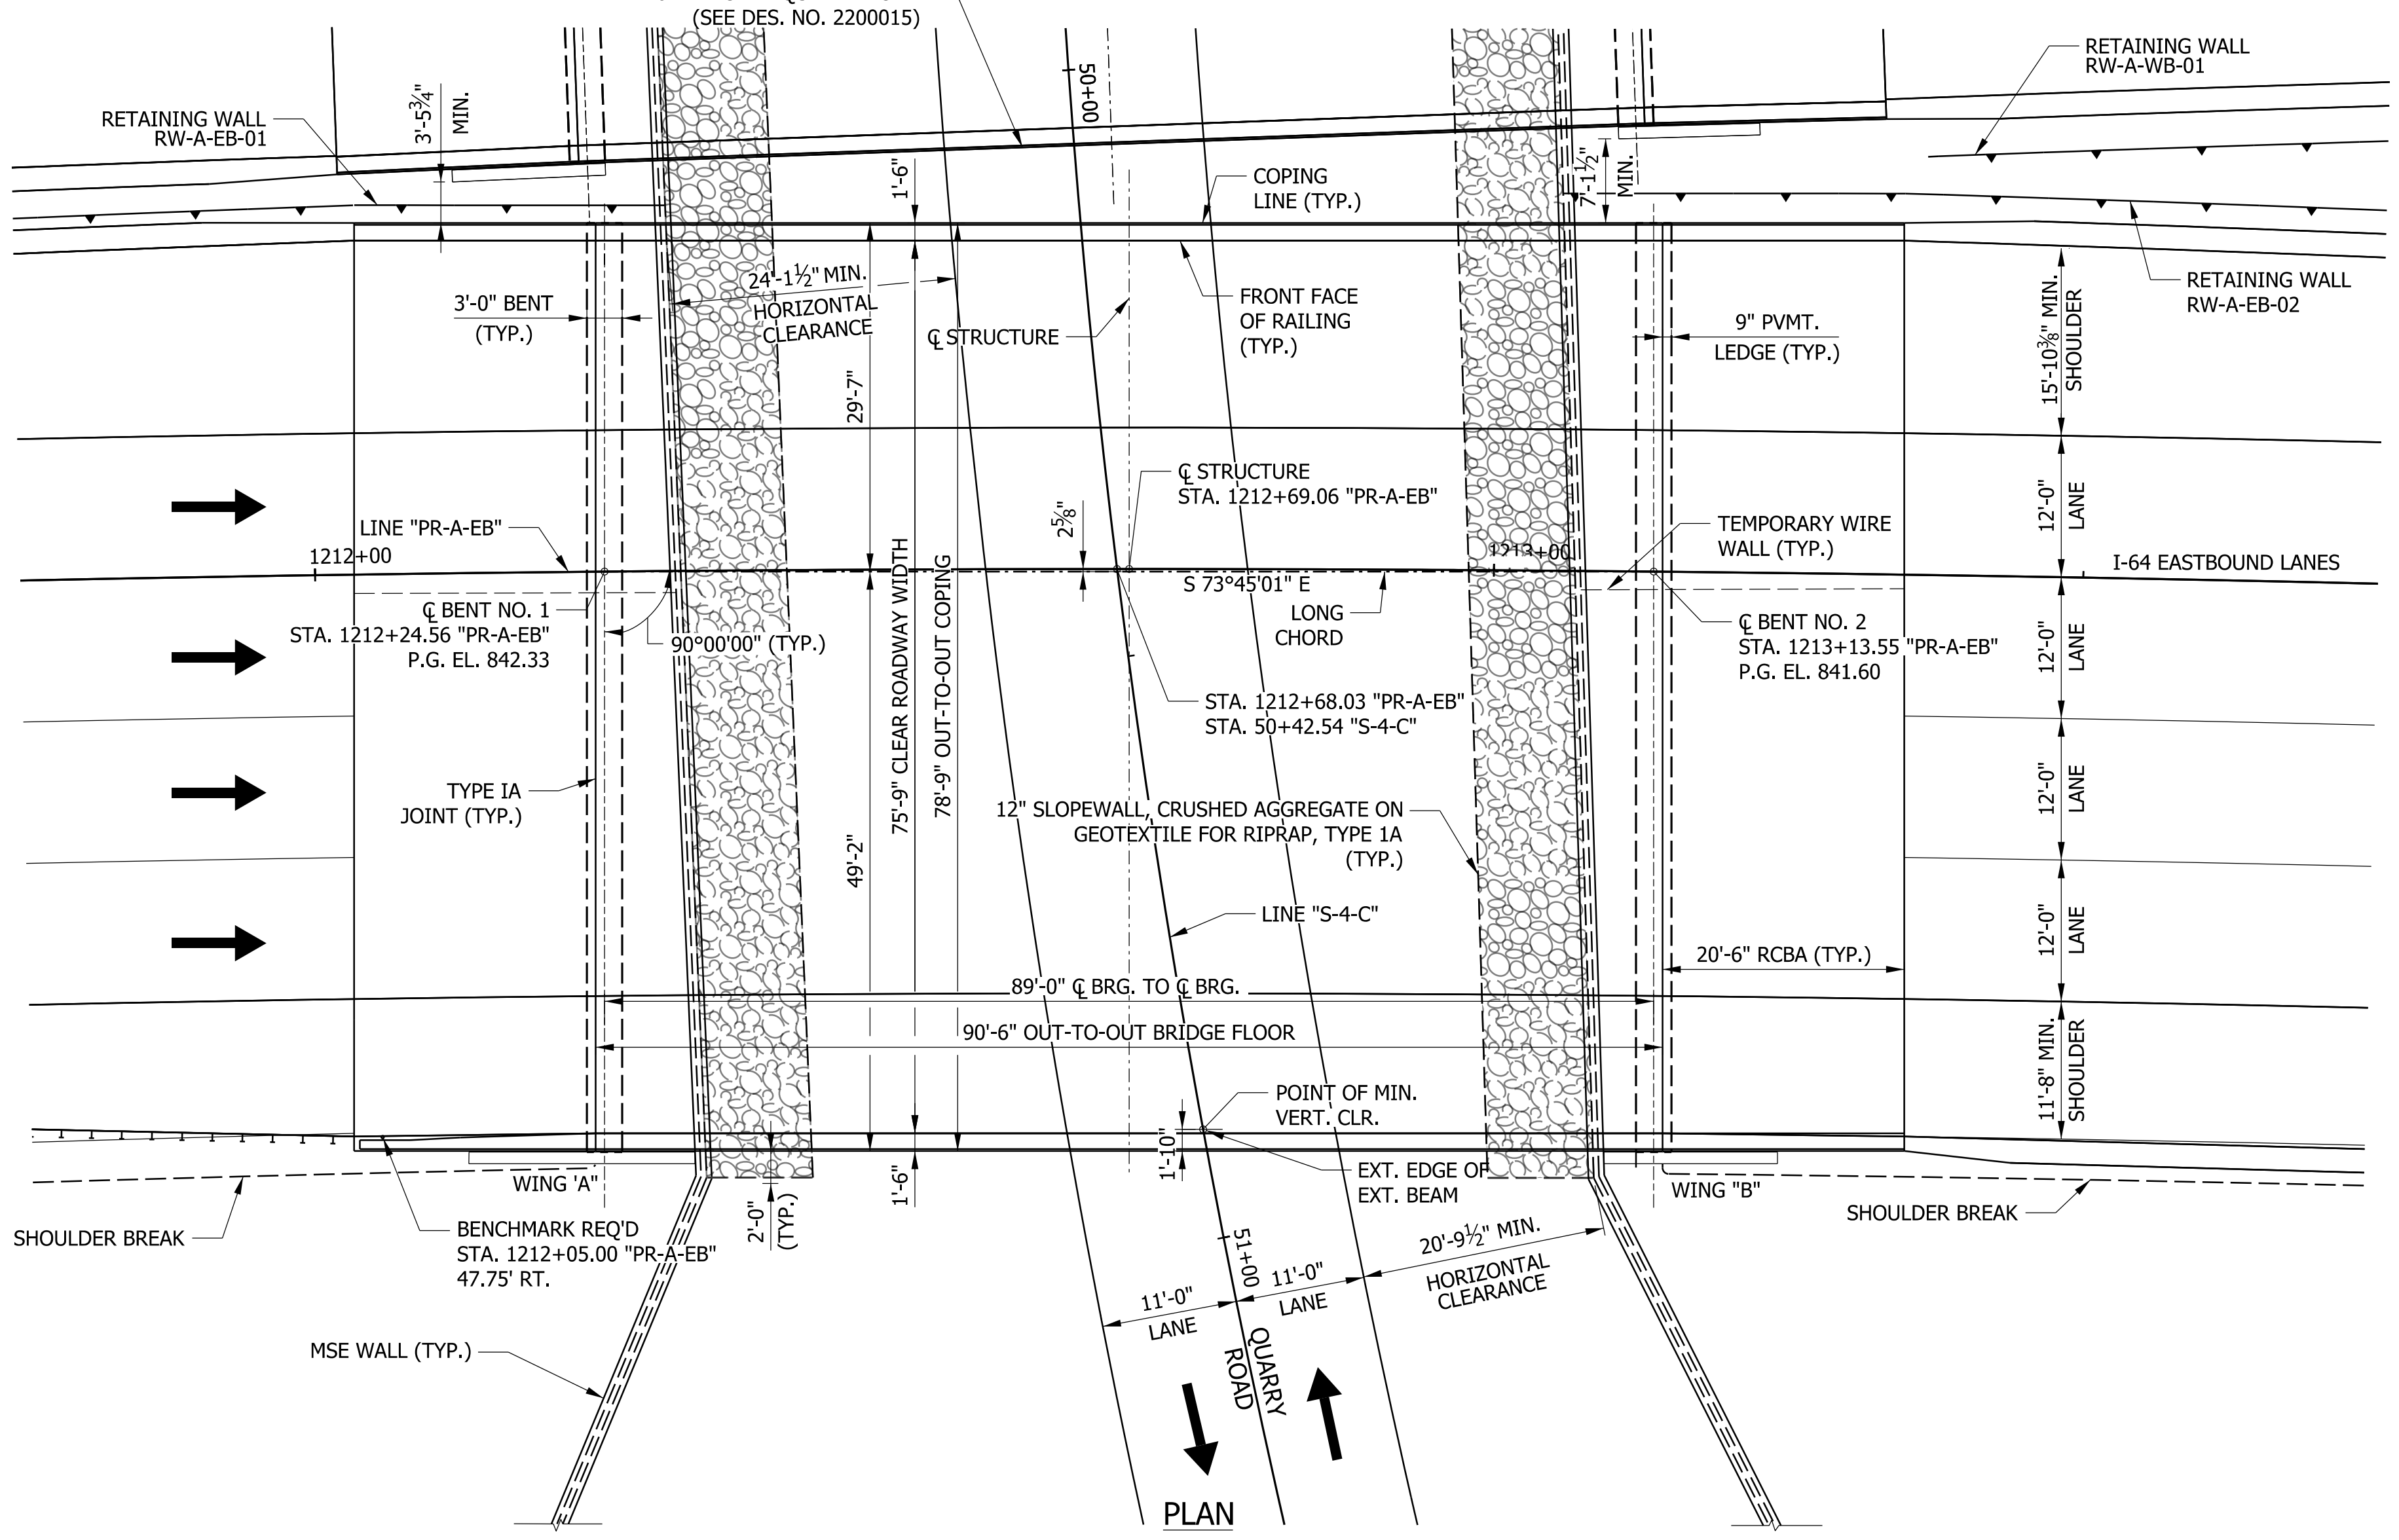 (SEE DES. NO. 2200015)
RETAINING WALL
RW-A-WB-01
RETAINING WALL
RW-A-EB-01
3'-5¾"
MIN.
50+00
1'-6"
COPING
LINE (TYP.)
7'-1½"
MIN.
RETAINING WALL
RW-A-EB-02
24'-1½" MIN.
HORIZONTAL
CLEARANCE
3'-0" BENT
(TYP.)
℄ STRUCTURE
FRONT FACE
OF RAILING
(TYP.)
9" PVMT.
LEDGE (TYP.)
15'-10⅜" MIN.
SHOULDER
29'-7"
℄ STRUCTURE
STA. 1212+69.06 "PR-A-EB"
2⅝"
12'-0"
LANE
LINE "PR-A-EB"
1212+00
TEMPORARY WIRE
WALL (TYP.)
1213+00
I-64 EASTBOUND LANES
S 73°45'01" E
LONG
CHORD
℄ BENT NO. 1
STA. 1212+24.56 "PR-A-EB"
P.G. EL. 842.33
90°00'00" (TYP.)
℄ BENT NO. 2
STA. 1213+13.55 "PR-A-EB"
P.G. EL. 841.60
12'-0"
LANE
75'-9" CLEAR ROADWAY WIDTH
78'-9" OUT-TO-OUT COPING
STA. 1212+68.03 "PR-A-EB"
STA. 50+42.54 "S-4-C"
TYPE IA
JOINT (TYP.)
12" SLOPEWALL, CRUSHED AGGREGATE ON
GEOTEXTILE FOR RIPRAP, TYPE 1A
(TYP.)
12'-0"
LANE
49'-2"
LINE "S-4-C"
20'-6" RCBA (TYP.)
12'-0"
LANE
89'-0" ℄ BRG. TO ℄ BRG.
90'-6" OUT-TO-OUT BRIDGE FLOOR
11'-8" MIN.
SHOULDER
POINT OF MIN.
VERT. CLR.
1'-10"
EXT. EDGE OF
EXT. BEAM
WING 'A"
WING "B"
1'-6"
2'-0"
(TYP.)
SHOULDER BREAK
BENCHMARK REQ'D
STA. 1212+05.00 "PR-A-EB"
47.75' RT.
SHOULDER BREAK
20'-9½" MIN.
HORIZONTAL
CLEARANCE
51+00
11'-0"
LANE
11'-0"
LANE
MSE WALL (TYP.)
QUARRY
ROAD
PLAN